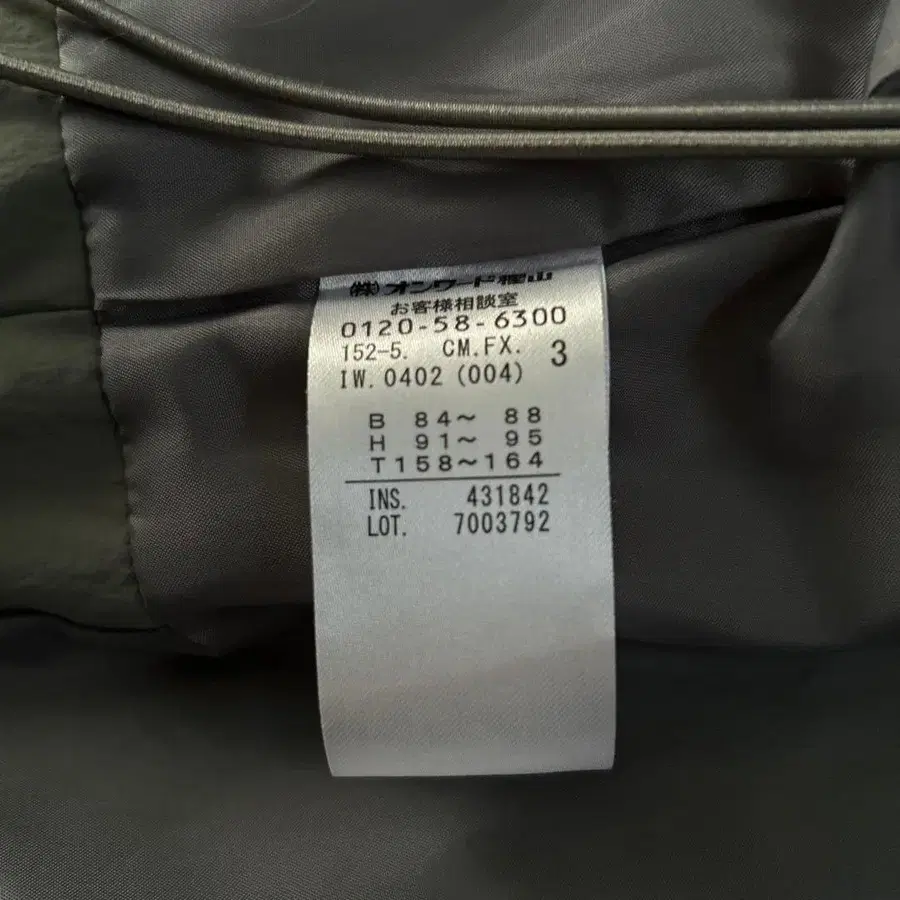 ㈱オンワード樫山
お客様相談室
0120-58-6300
152-5. CM.FX. 3
IW.0402 (004)
B 84～ 88
H 91～ 95
T158～164
INS. 431842
LOT. 7003792